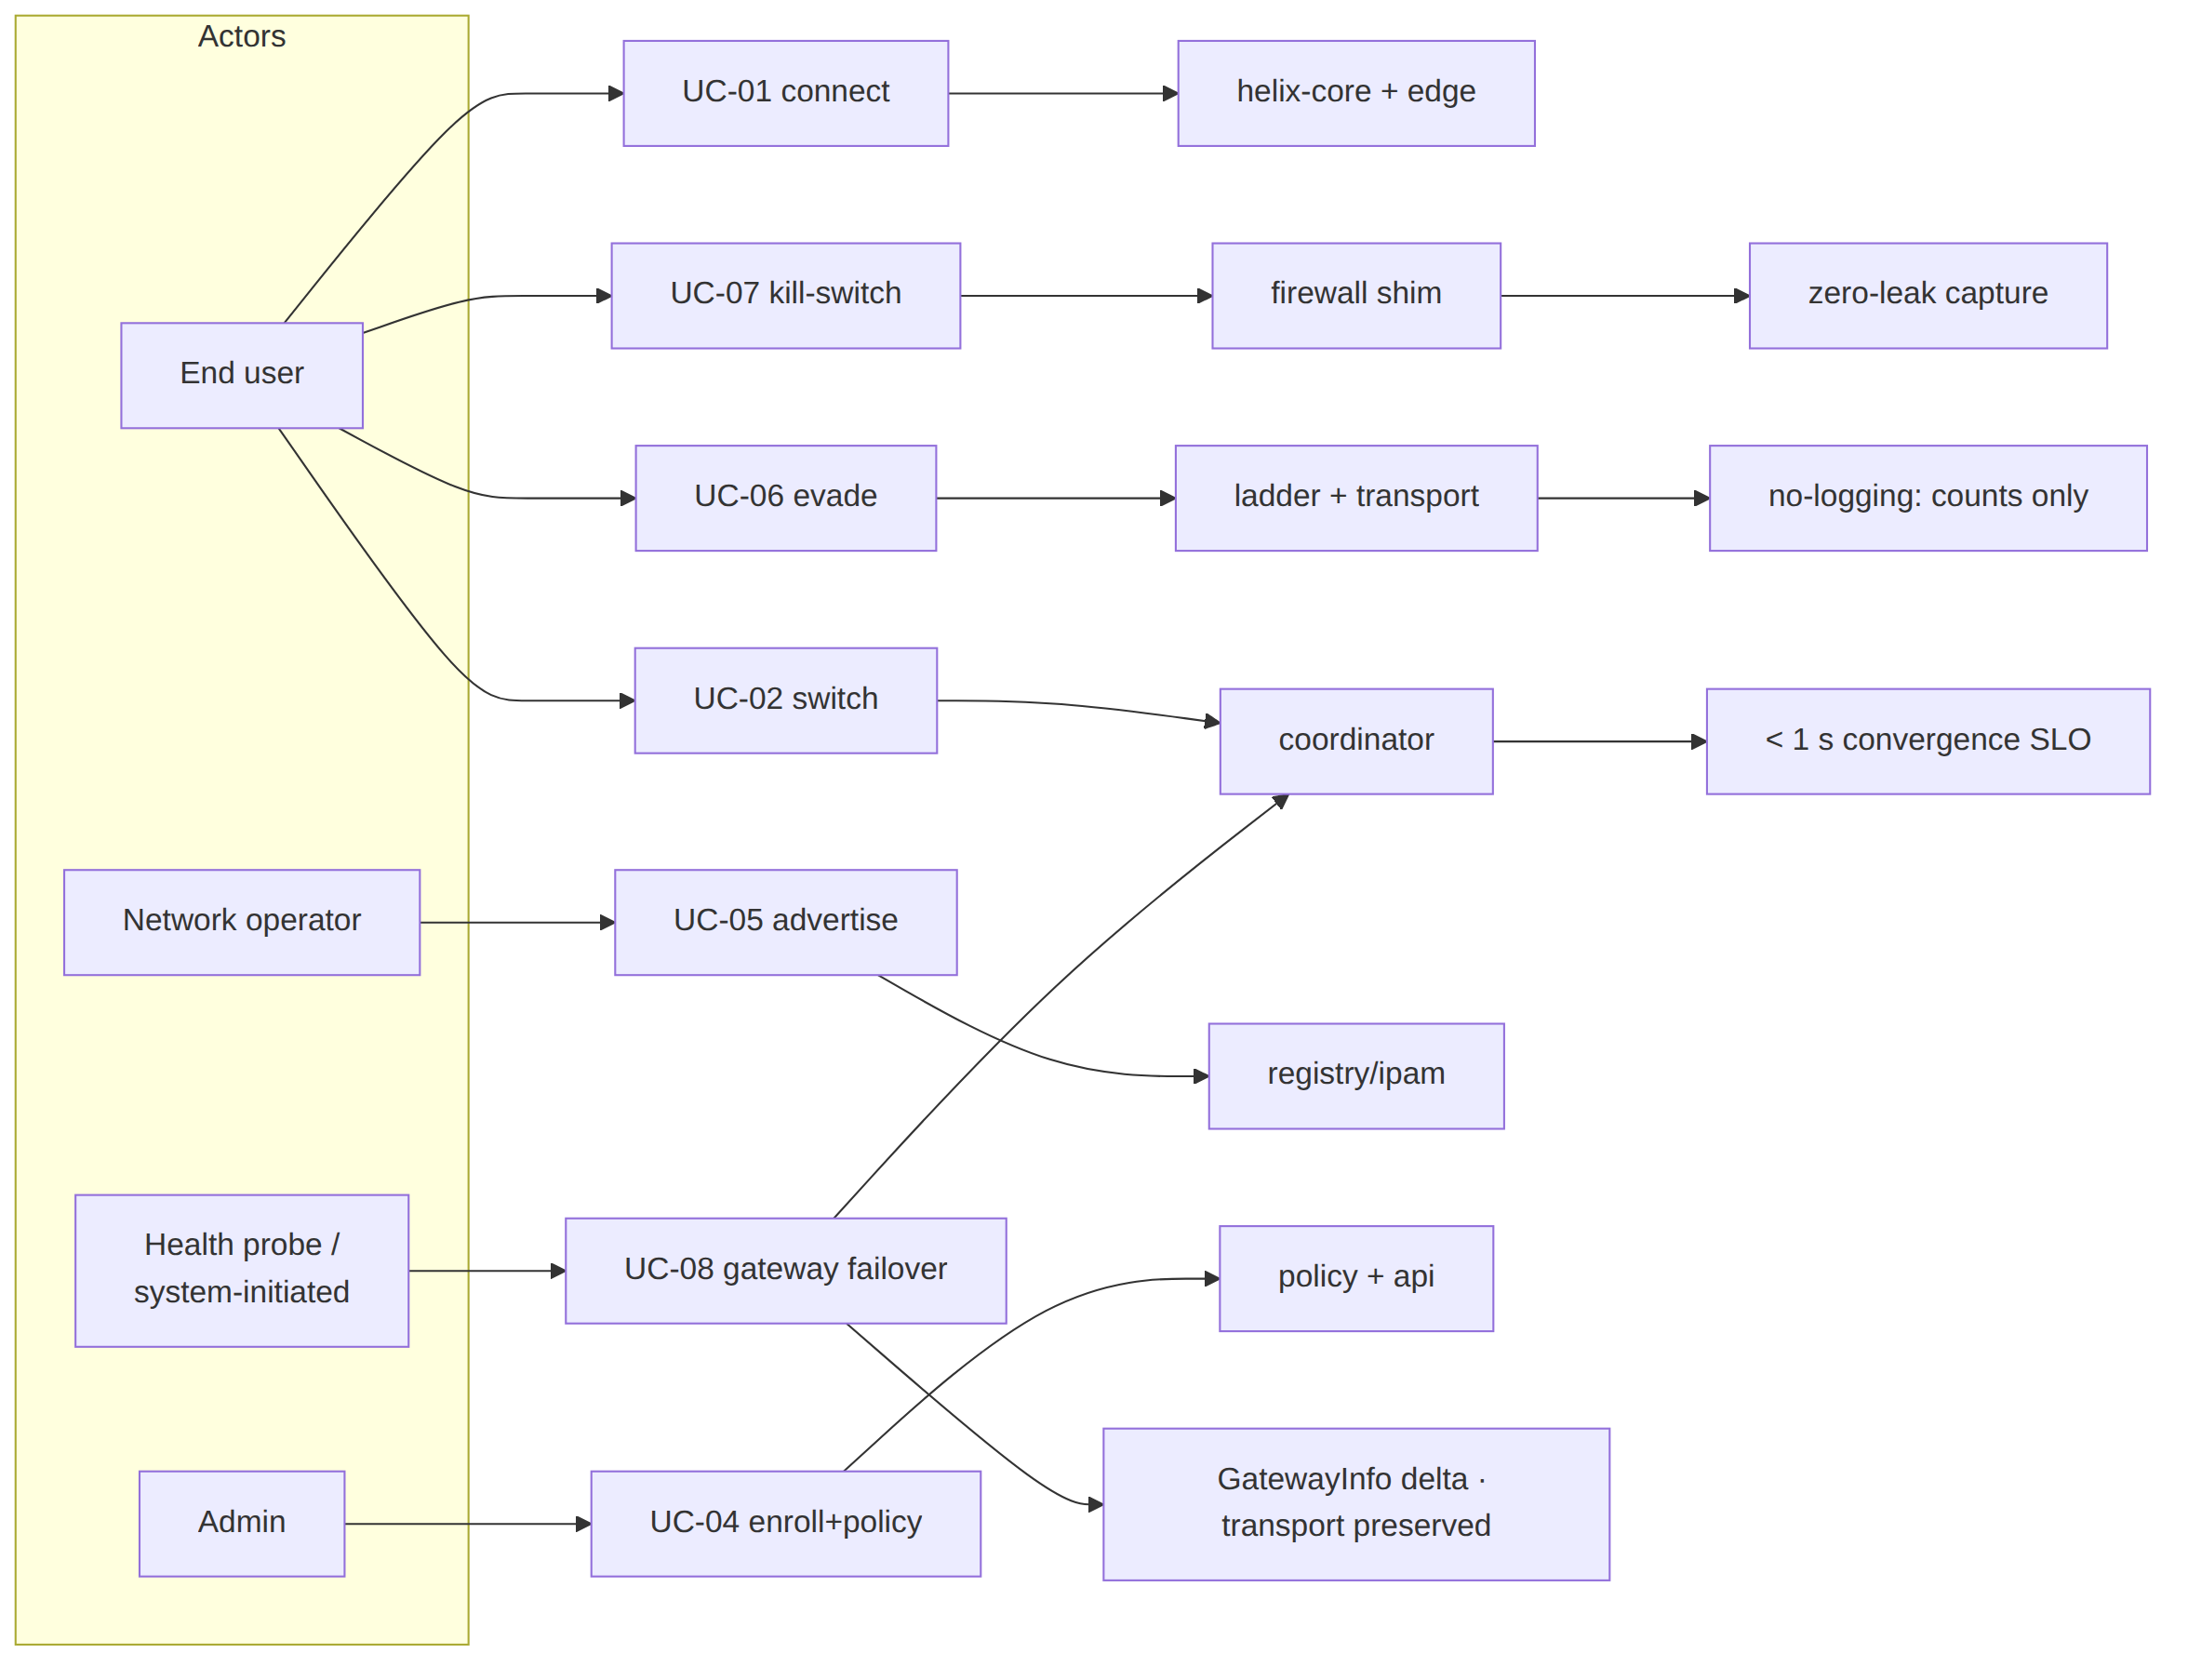 Actors
UC-01 connect
helix-core + edge
UC-07 kill-switch
firewall shim
zero-leak capture
End user
UC-06 evade
ladder + transport
no-logging: counts only
UC-02 switch
coordinator
< 1 s convergence SLO
Network operator
UC-05 advertise
registry/ipam
Health probe /
system-initiated
UC-08 gateway failover
policy + api
Admin
UC-04 enroll+policy
GatewayInfo delta ·
transport preserved